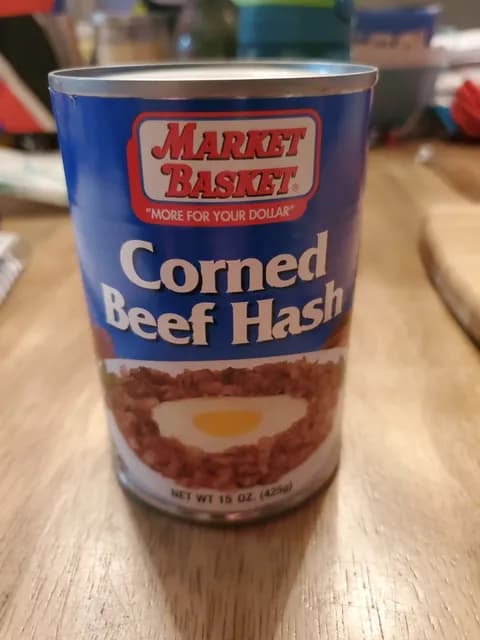 MARKET
BASKET®
"MORE FOR YOUR DOLLAR"
Corned
Beef Hash
NET WT 15 OZ. (425g)